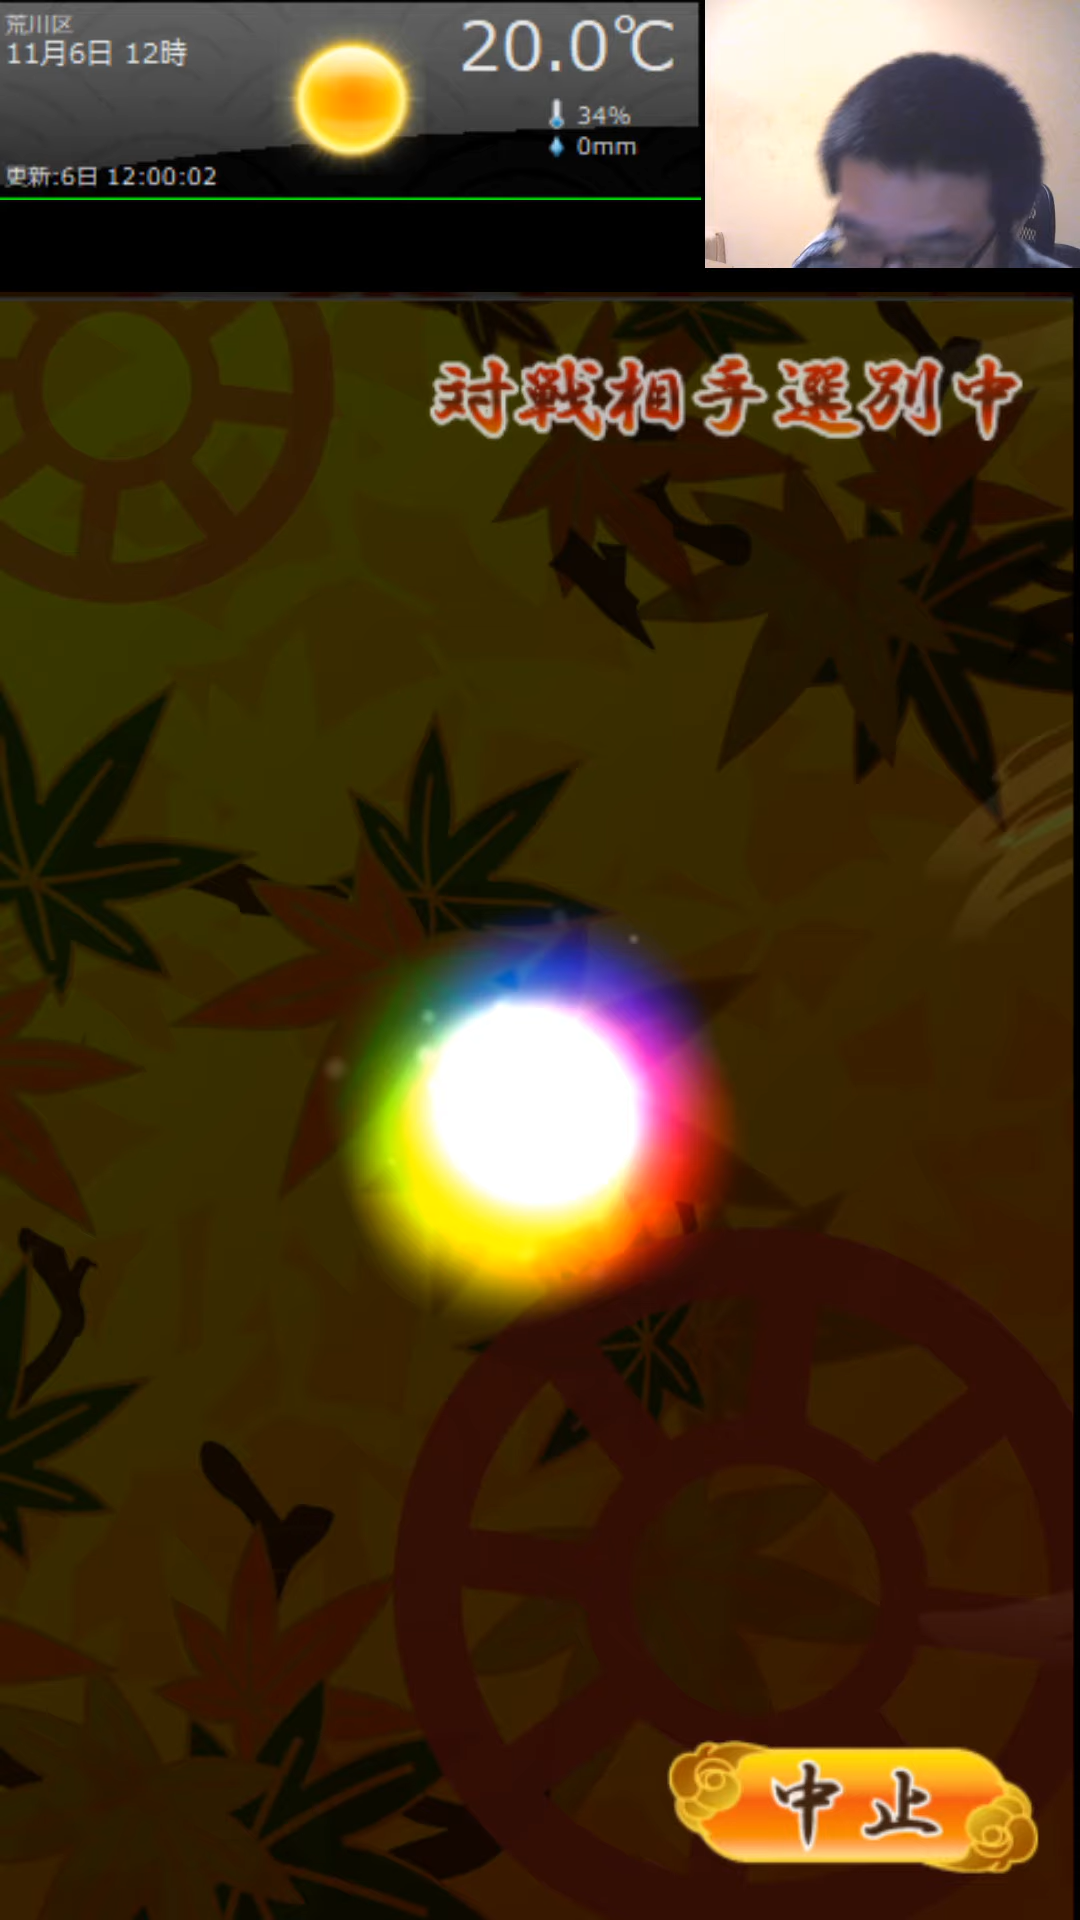 荒川区
11月6日 12時
20.0℃
34%
0mm
更新:6日 12:00:02
対戦相手選別中
中止